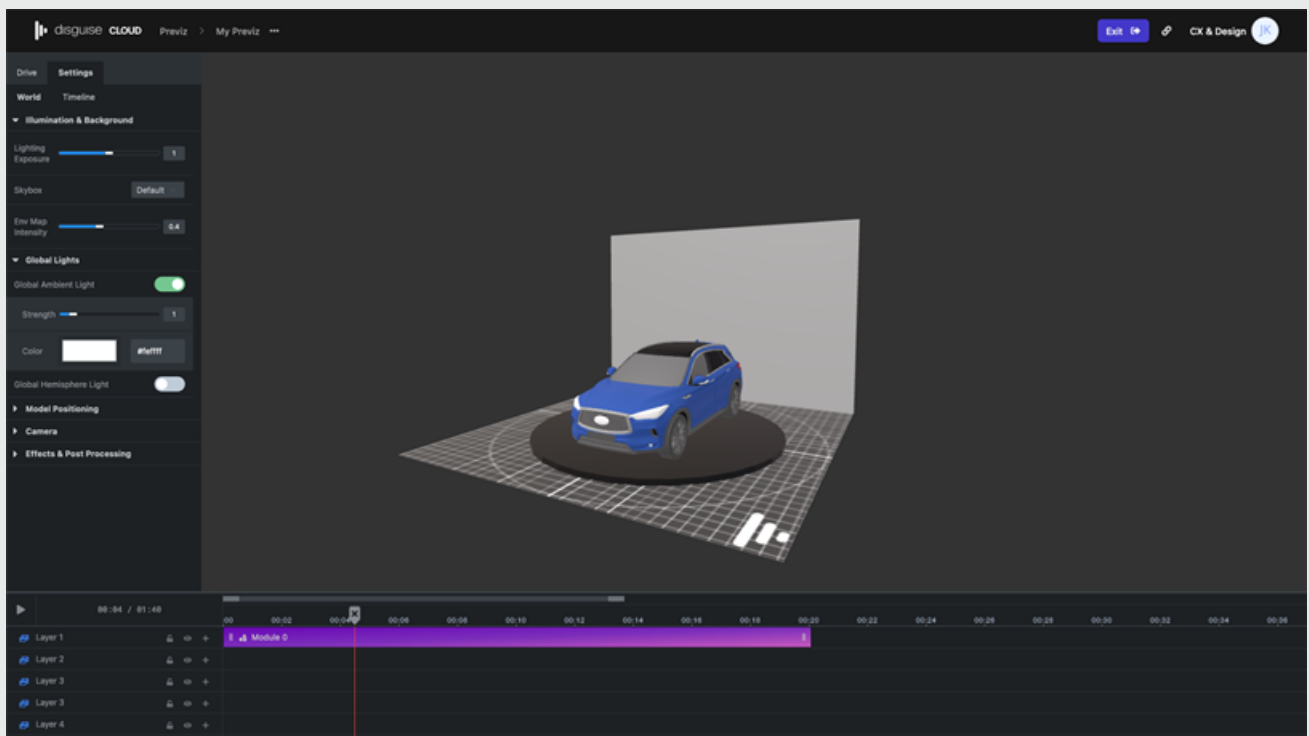 disguise CLOUD Previz > My Previz ••• Exit CX & Design JK
Drive Settings
World Timeline
Illumination & Background
Lighting
Exposure 1
Skybox Default
Env Map
Intensity 0.4
Global Lights
Global Ambient Light
Strength 1
Color #feffff
Global Hemisphere Light
Model Positioning
Camera
Effects & Post Processing
00:04 / 01:40
00 00:02 00:04 00:06 00:08 00:10 00:12 00:14 00:16 00:18 00:20 00:22 00:24 00:26 00:28 00:30 00:32 00:34 00:36
Layer 1 Module 0
Layer 2
Layer 3
Layer 3
Layer 4